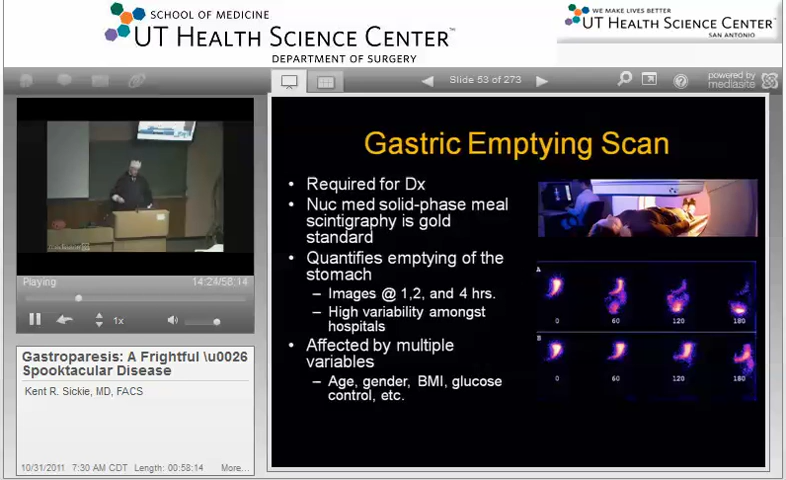 SCHOOL OF MEDICINE
UT HEALTH SCIENCE CENTER™
DEPARTMENT OF SURGERY
WE MAKE LIVES BETTER
UT HEALTH SCIENCE CENTER
SAN ANTONIO
Slide 53 of 273
powered by
mediasite
Playing
14:24/58:14
1x
Gastroparesis: A Frightful \u0026
Spooktacular Disease
Kent R. Sickie, MD, FACS
10/31/2011 7:30 AM CDT Length: 00:58:14 More...
Gastric Emptying Scan
• Required for Dx
• Nuc med solid-phase meal
scintigraphy is gold
standard
• Quantifies emptying of the
stomach
– Images @ 1,2, and 4 hrs.
– High variability amongst
hospitals
• Affected by multiple
variables
– Age, gender, BMI, glucose
control, etc.
A
0 60 120 180
B
0 60 120 180